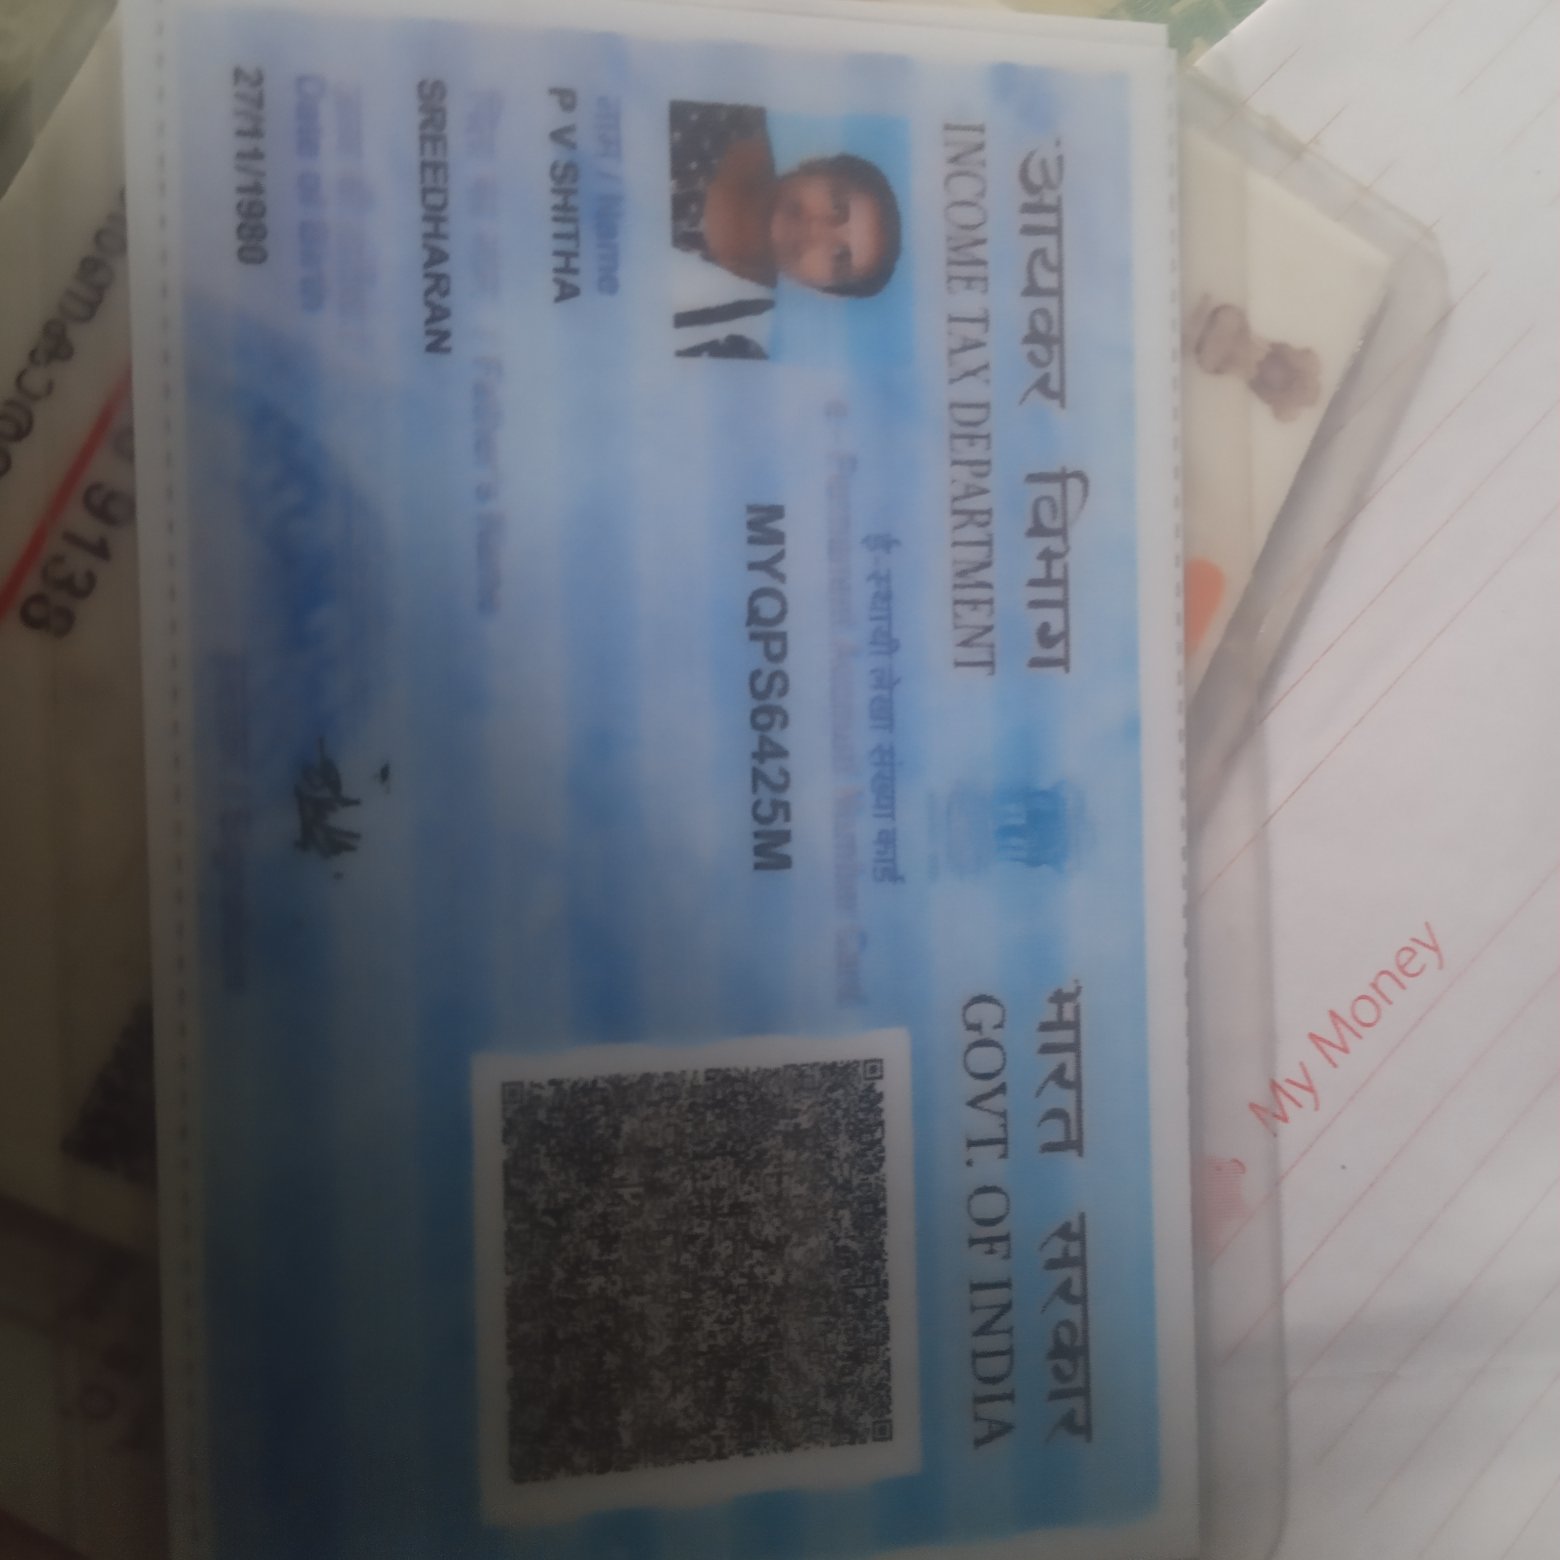 आयकर विभाग
INCOME TAX DEPARTMENT
भारत सरकार
GOVT. OF INDIA
ई-स्थायी लेखा संख्या कार्ड
e - Permanent Account Number Card
MYQPS6425M
नाम / Name
P V SHITHA
Father's Name
SREEDHARAN
Date of Birth
27/11/1980
9138
My Money